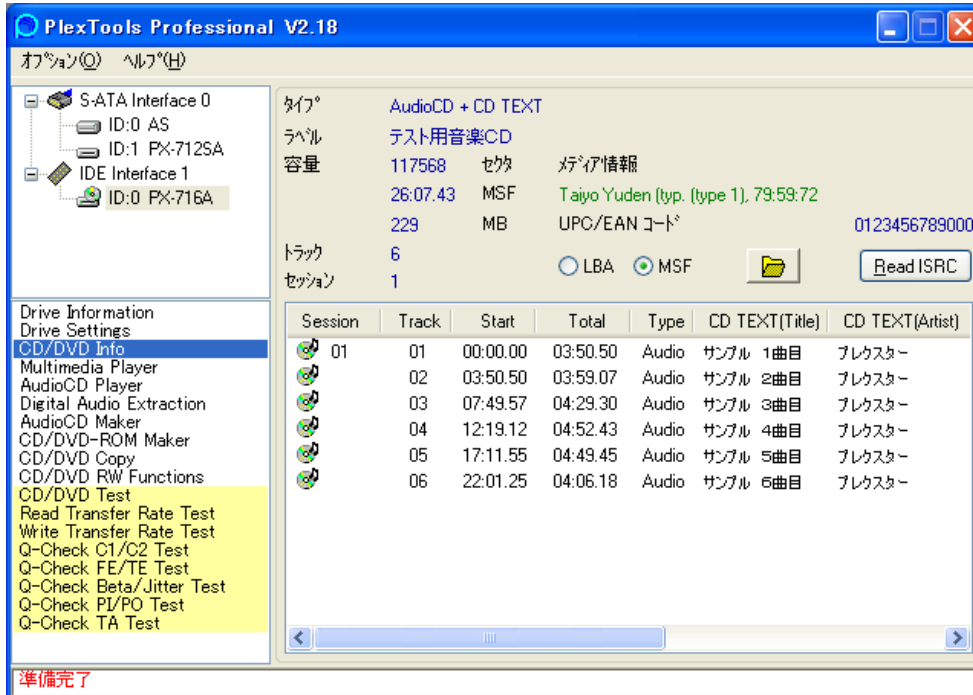 PlexTools Professional V2.18
ｵﾌﾟｼｮﾝ(O) ﾍﾙﾌﾟ(H)
S-ATA Interface 0
ID:0 AS
ID:1 PX-712SA
IDE Interface 1
ID:0 PX-716A
ﾀｲﾌﾟ AudioCD + CD TEXT
ﾗﾍﾞﾙ テスト用音楽CD
容量 117568 ｾｸﾀ ﾒﾃﾞｨｱ情報
26:07.43 MSF Taiyo Yuden (typ. (type 1), 79:59:72
229 MB UPC/EAN ｺｰﾄﾞ 0123456789000
ﾄﾗｯｸ 6
LBA MSF Read ISRC
ｾｯｼｮﾝ 1
Drive Information
Drive Settings
CD/DVD Info
Multimedia Player
AudioCD Player
Digital Audio Extraction
AudioCD Maker
CD/DVD-ROM Maker
CD/DVD Copy
CD/DVD RW Functions
CD/DVD Test
Read Transfer Rate Test
Write Transfer Rate Test
Q-Check C1/C2 Test
Q-Check FE/TE Test
Q-Check Beta/Jitter Test
Q-Check PI/PO Test
Q-Check TA Test
Session Track Start Total Type CD TEXT(Title) CD TEXT(Artist)
01 01 00:00.00 03:50.50 Audio サンプル 1曲目 プレクスター
02 03:50.50 03:59.07 Audio サンプル 2曲目 プレクスター
03 07:49.57 04:29.30 Audio サンプル 3曲目 プレクスター
04 12:19.12 04:52.43 Audio サンプル 4曲目 プレクスター
05 17:11.55 04:49.45 Audio サンプル 5曲目 プレクスター
06 22:01.25 04:06.18 Audio サンプル 6曲目 プレクスター
準備完了